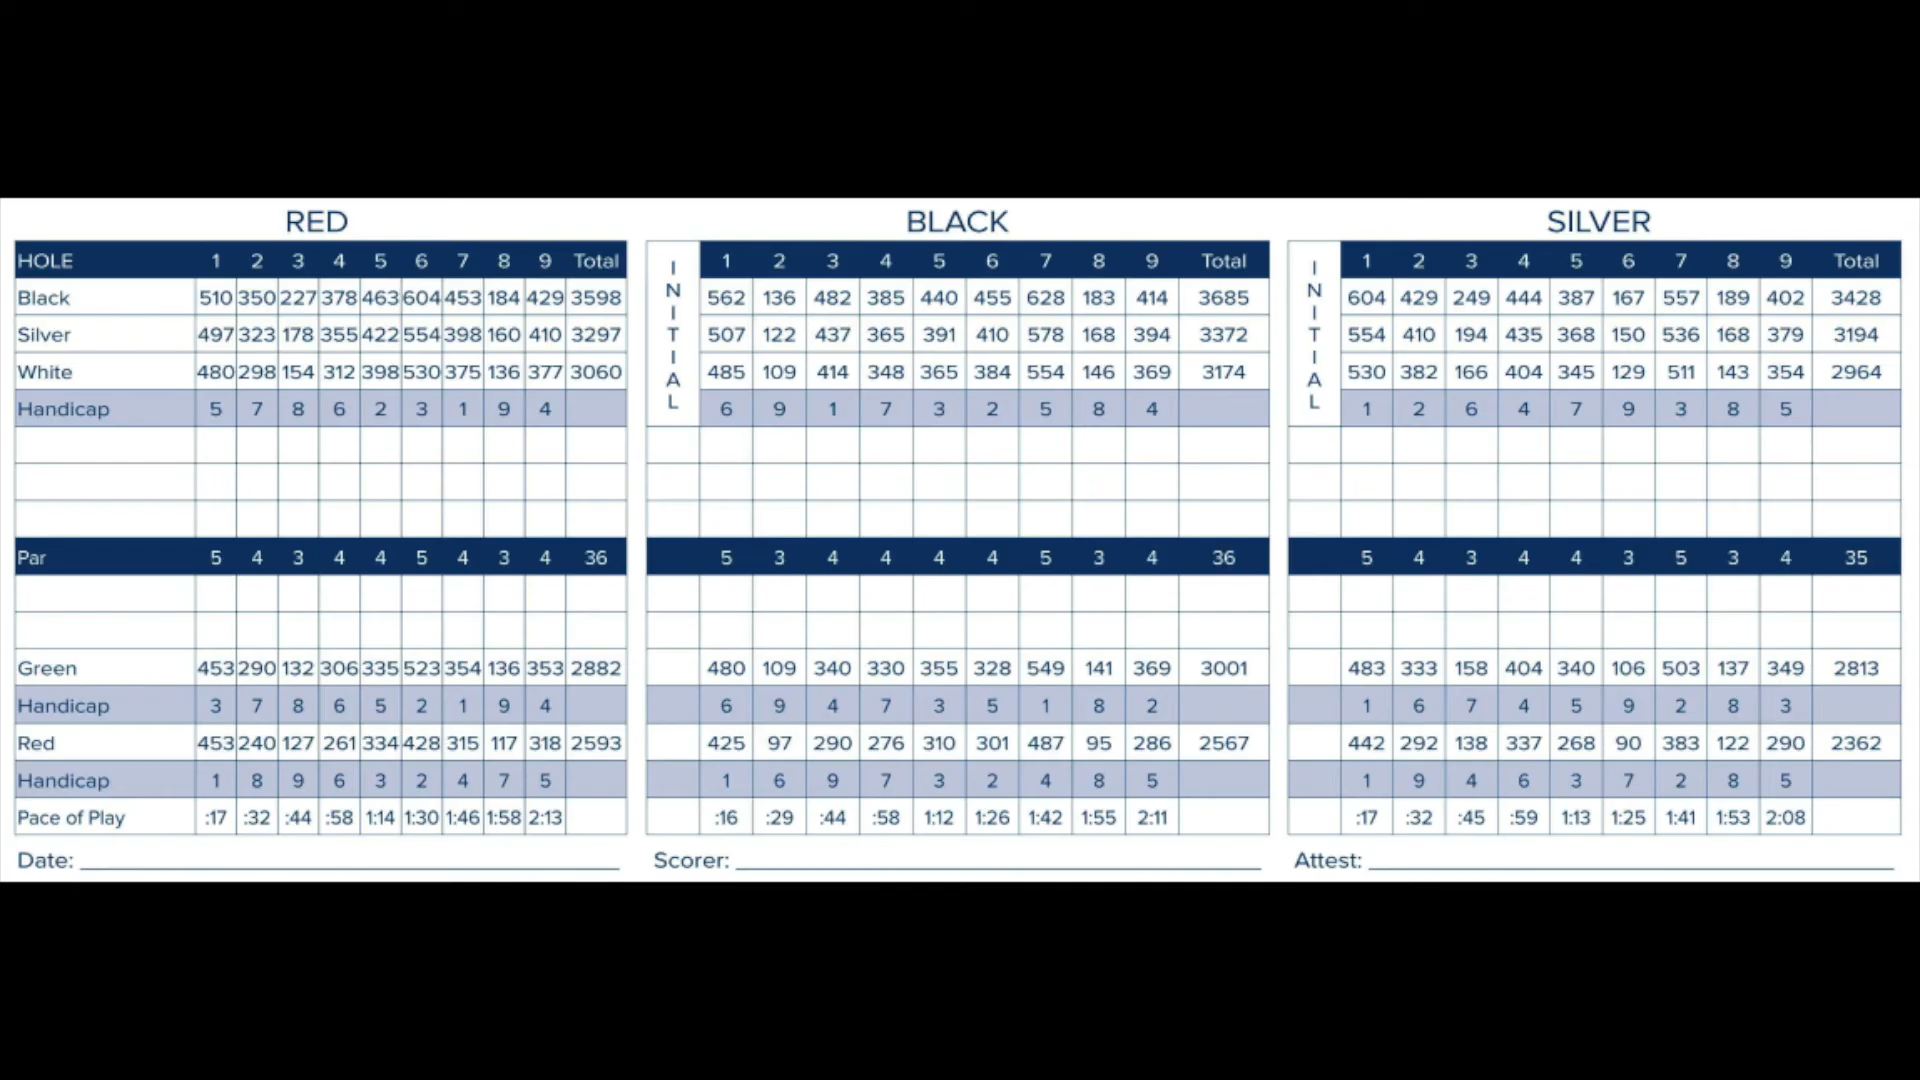 RED BLACK SILVER
HOLE 1 2 3 4 5 6 7 8 9 Total INITIAL 1 2 3 4 5 6 7 8 9 Total INITIAL 1 2 3 4 5 6 7 8 9 Total
Black 510 350 227 378 463 604 453 184 429 3598 562 136 482 385 440 455 628 183 414 3685 604 429 249 444 387 167 557 189 402 3428
Silver 497 323 178 355 422 554 398 160 410 3297 507 122 437 365 391 410 578 168 394 3372 554 410 194 435 368 150 536 168 379 3194
White 480 298 154 312 398 530 375 136 377 3060 485 109 414 348 365 384 554 146 369 3174 530 382 166 404 345 129 511 143 354 2964
Handicap 5 7 8 6 2 3 1 9 4 6 9 1 7 3 2 5 8 4 1 2 6 4 7 9 3 8 5
Par 5 4 3 4 4 5 4 3 4 36 5 3 4 4 4 4 5 3 4 36 5 4 3 4 4 3 5 3 4 35
Green 453 290 132 306 335 523 354 136 353 2882 480 109 340 330 355 328 549 141 369 3001 483 333 158 404 340 106 503 137 349 2813
Handicap 3 7 8 6 5 2 1 9 4 6 9 4 7 3 5 1 8 2 1 6 7 4 5 9 2 8 3
Red 453 240 127 261 334 428 315 117 318 2593 425 97 290 276 310 301 487 95 286 2567 442 292 138 337 268 90 383 122 290 2362
Handicap 1 8 9 6 3 2 4 7 5 1 6 9 7 3 2 4 8 5 1 9 4 6 3 7 2 8 5
Pace of Play :17 :32 :44 :58 1:14 1:30 1:46 1:58 2:13 :16 :29 :44 :58 1:12 1:26 1:42 1:55 2:11 :17 :32 :45 :59 1:13 1:25 1:41 1:53 2:08
Date: Scorer: Attest: